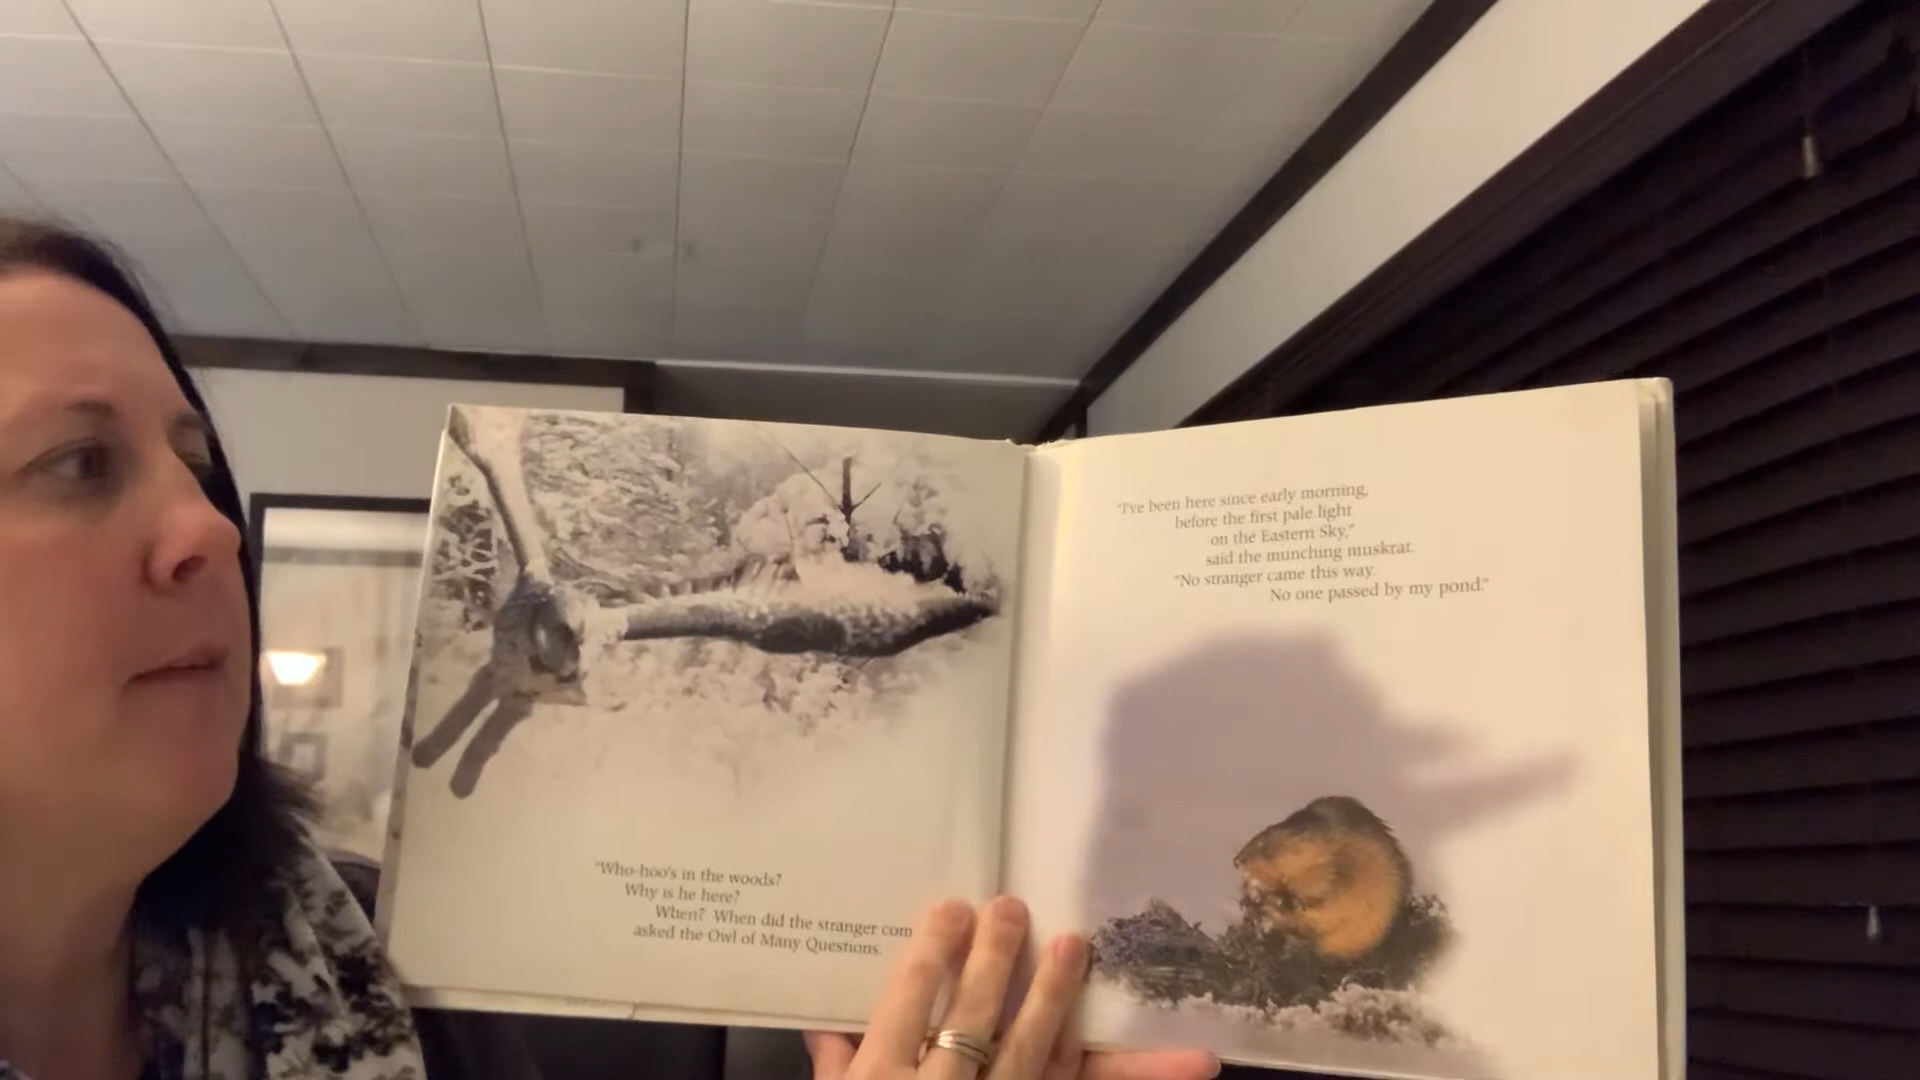 "Who-hoo's in the woods?
Why is he here?
When? When did the stranger com
asked the Owl of Many Questions.
"I've been here since early morning,
before the first pale light
on the Eastern Sky,"
said the munching muskrat.
"No stranger came this way.
No one passed by my pond."